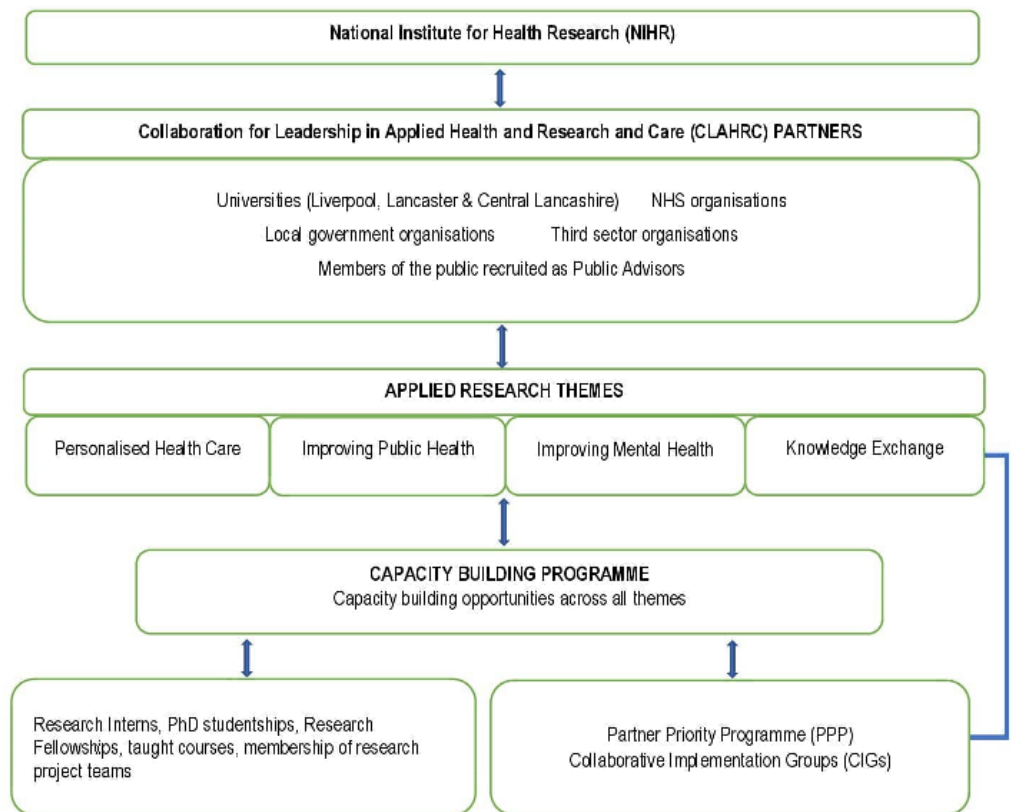 National Institute for Health Research (NIHR)
Collaboration for Leadership in Applied Health and Research and Care (CLAHRC) PARTNERS
Universities (Liverpool, Lancaster & Central Lancashire) NHS organisations
Local government organisations Third sector organisations
Members of the public recruited as Public Advisors
APPLIED RESEARCH THEMES
Personalised Health Care
Improving Public Health
Improving Mental Health
Knowledge Exchange
CAPACITY BUILDING PROGRAMME
Capacity building opportunities across all themes
Research Interns, PhD studentships, Research
Fellowships, taught courses, membership of research
project teams
Partner Priority Programme (PPP)
Collaborative Implementation Groups (CIGs)